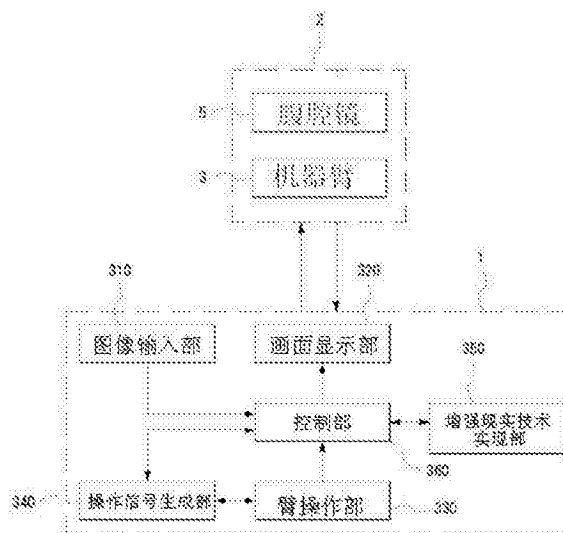 2
5
腹腔镜
3
机器臂
1
310
320
图像输入部
画面显示部
350
控制部
增强现实技术
实现部
360
340
操作信号生成部
臂操作部
330